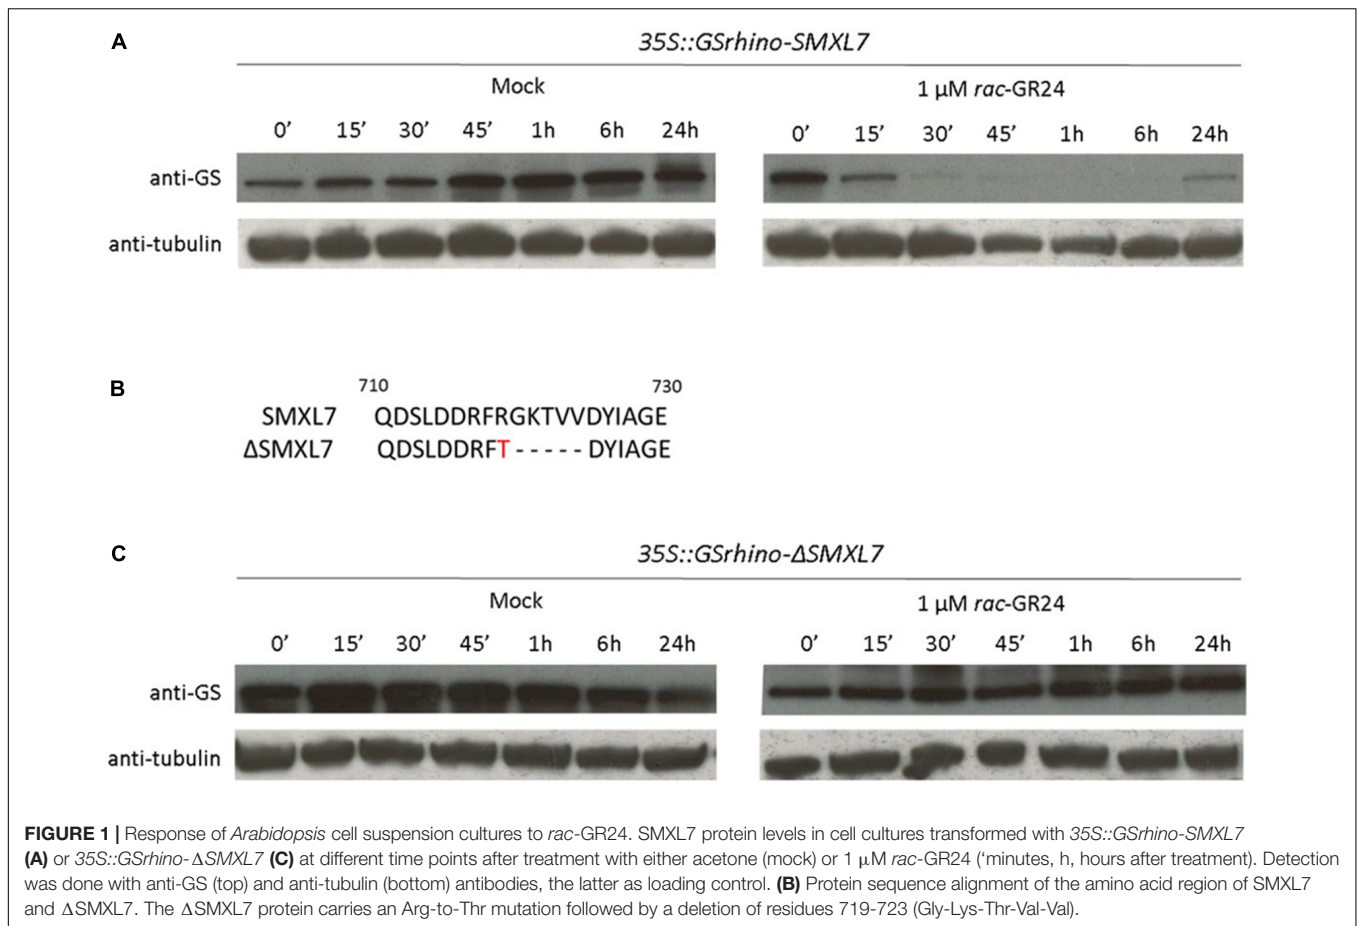 A
35S::GSrhino-SMXL7
Mock
1 µM rac-GR24
0’ 15’ 30’ 45’ 1h 6h 24h
0’ 15’ 30’ 45’ 1h 6h 24h
anti-GS
anti-tubulin
B
710 730
SMXL7 QDSLDDRFRGKTVVDYIAGE
ΔSMXL7 QDSLDDRFT-----DYIAGE
C
35S::GSrhino-ΔSMXL7
Mock
1 µM rac-GR24
0’ 15’ 30’ 45’ 1h 6h 24h
0’ 15’ 30’ 45’ 1h 6h 24h
anti-GS
anti-tubulin
FIGURE 1 | Response of Arabidopsis cell suspension cultures to rac-GR24. SMXL7 protein levels in cell cultures transformed with 35S::GSrhino-SMXL7
(A) or 35S::GSrhino-ΔSMXL7 (C) at different time points after treatment with either acetone (mock) or 1 µM rac-GR24 (‘minutes, h, hours after treatment). Detection
was done with anti-GS (top) and anti-tubulin (bottom) antibodies, the latter as loading control. (B) Protein sequence alignment of the amino acid region of SMXL7
and ΔSMXL7. The ΔSMXL7 protein carries an Arg-to-Thr mutation followed by a deletion of residues 719-723 (Gly-Lys-Thr-Val-Val).